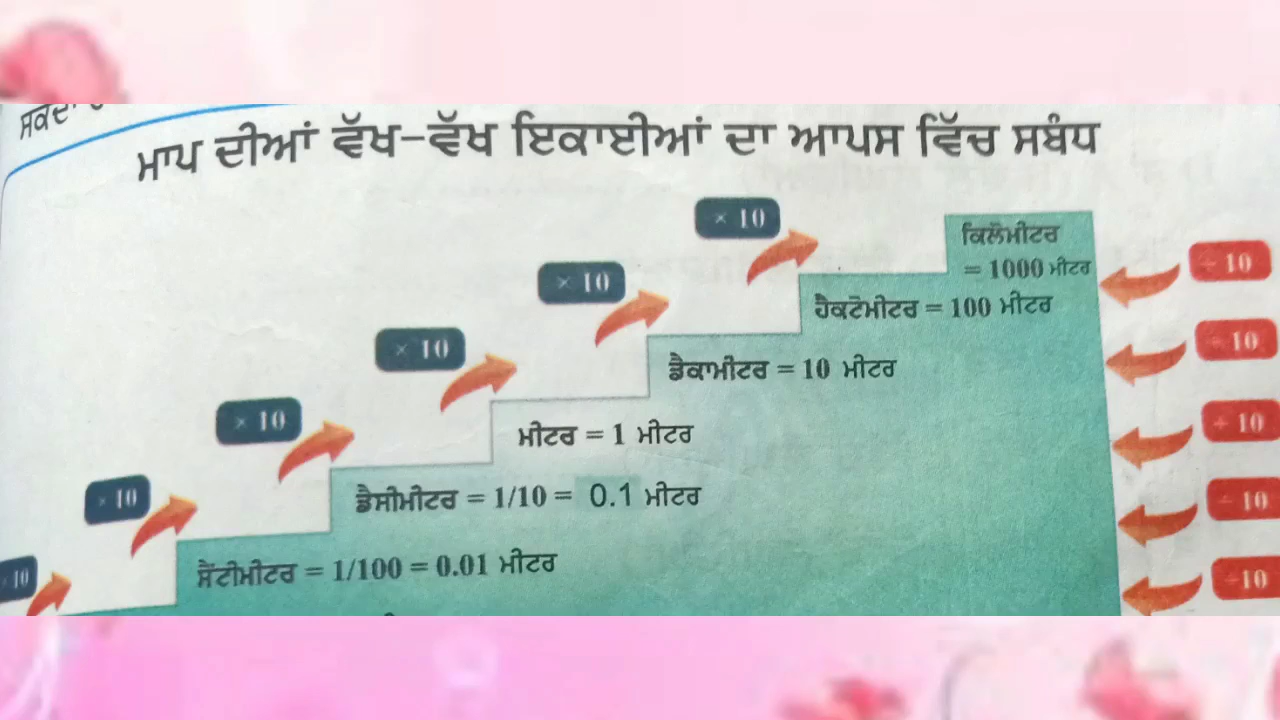 ਸਕਦਾ
ਮਾਪ ਦੀਆਂ ਵੱਖ-ਵੱਖ ਇਕਾਈਆਂ ਦਾ ਆਪਸ ਵਿੱਚ ਸਬੰਧ
× 10
ਕਿਲੋਮੀਟਰ
= 1000 ਮੀਟਰ
÷ 10
× 10
ਹੈਕਟੋਮੀਟਰ = 100 ਮੀਟਰ
÷ 10
× 10
ਡੈਕਾਮੀਟਰ = 10 ਮੀਟਰ
÷ 10
× 10
ਮੀਟਰ = 1 ਮੀਟਰ
÷ 10
× 10
ਡੈਸੀਮੀਟਰ = 1/10 = 0.1 ਮੀਟਰ
÷10
× 10
ਸੈਂਟੀਮੀਟਰ = 1/100 = 0.01 ਮੀਟਰ